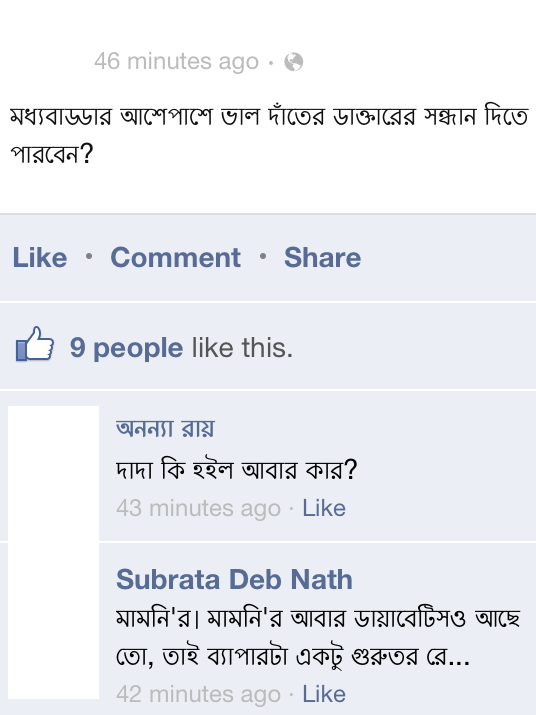 46 minutes ago ·
মধ্যবাড্ডার আশেপাশে ভাল দাঁতের ডাক্তারের সন্ধান দিতে
পারবেন?
Like · Comment · Share
9 people like this.
অনন্যা রায়
দাদা কি হইল আবার কার?
43 minutes ago · Like
Subrata Deb Nath
মামনি'র। মামনি'র আবার ডায়াবেটিসও আছে
তো, তাই ব্যাপারটা একটু গুরুতর রে...
42 minutes ago · Like